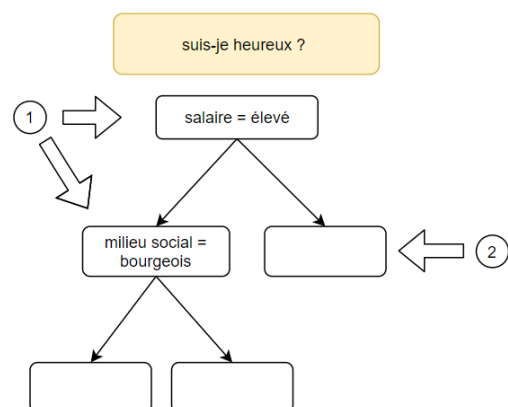 suis-je heureux ?
1
salaire = élevé
milieu social =
bourgeois
2